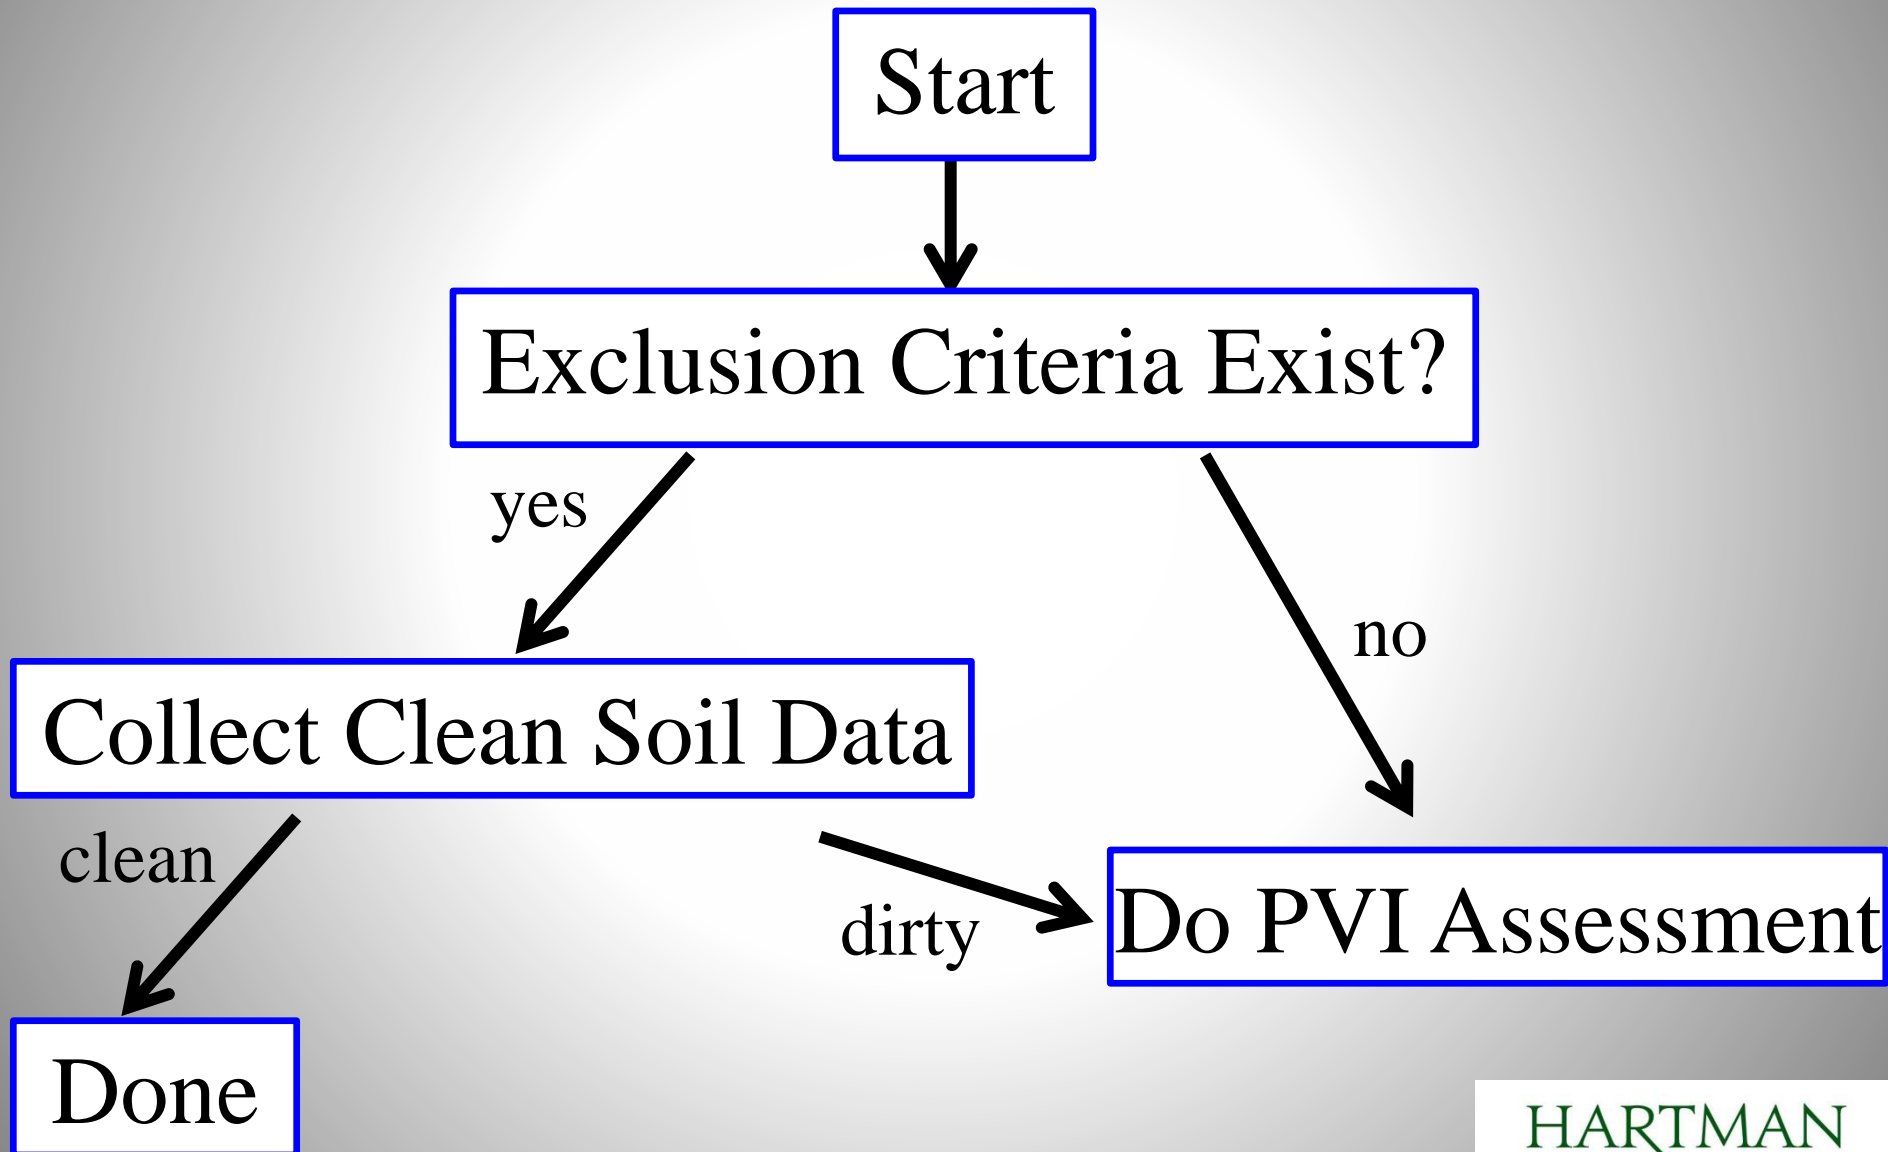 Start
Exclusion Criteria Exist?
yes
no
Collect Clean Soil Data
clean
dirty
Do PVI Assessment
Done
HARTMAN